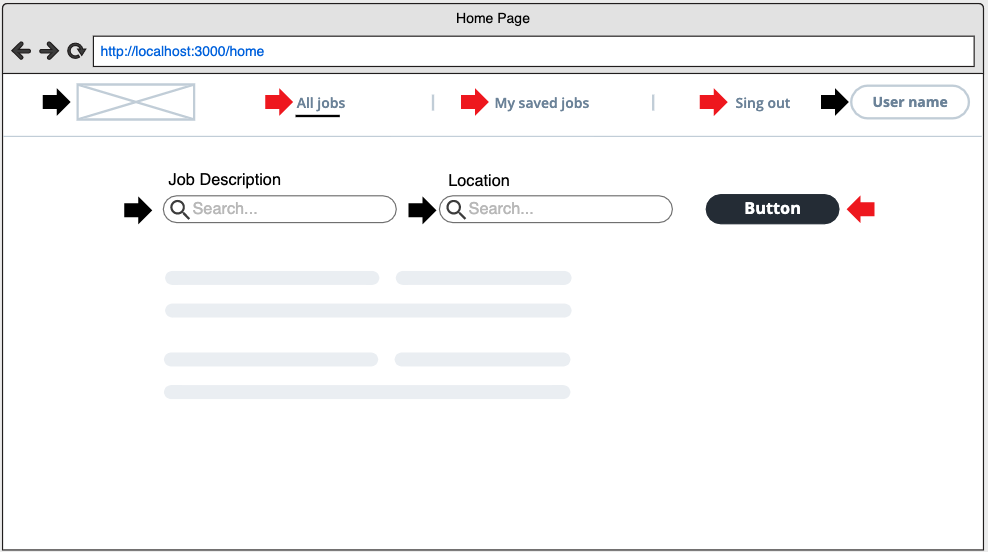 Home Page
http://localhost:3000/home
All jobs | My saved jobs | Sing out User name
Job Description Location
Search... Search... Button